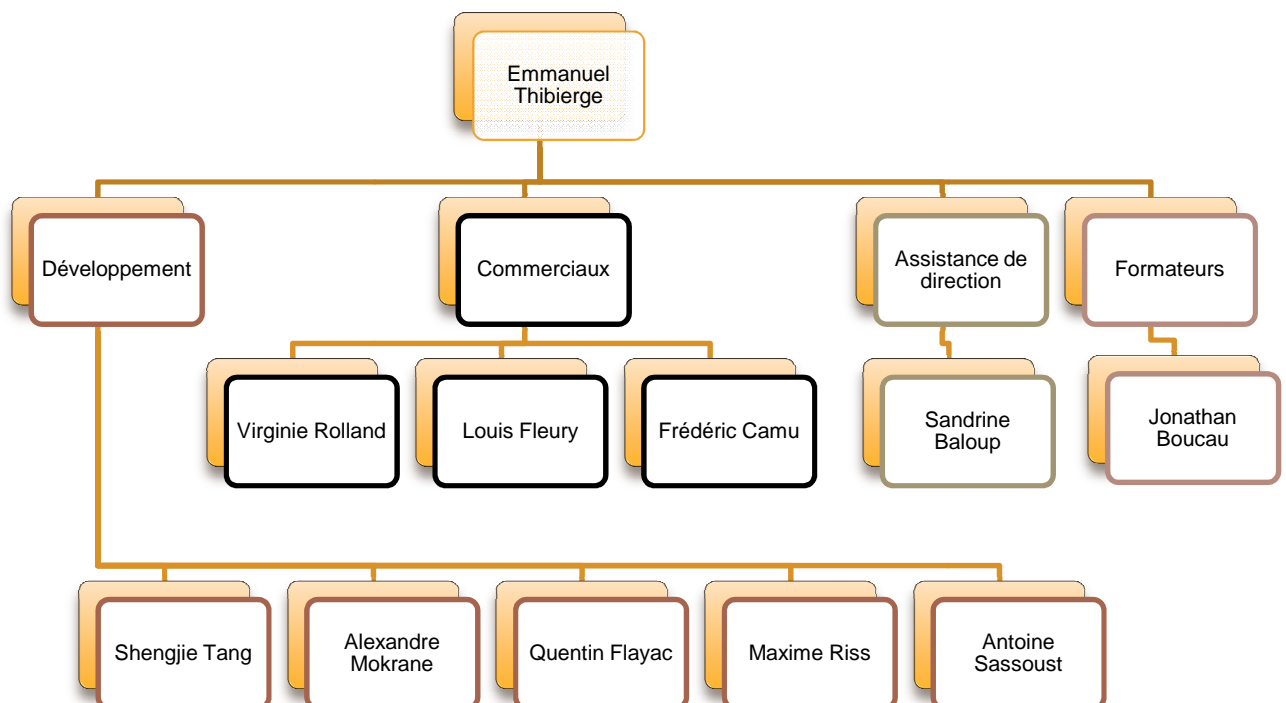 Emmanuel
Thibierge
Développement
Commerciaux
Assistance de
direction
Formateurs
Virginie Rolland
Louis Fleury
Frédéric Camu
Sandrine
Baloup
Jonathan
Boucau
Shengjie Tang
Alexandre
Mokrane
Quentin Flayac
Maxime Riss
Antoine
Sassoust